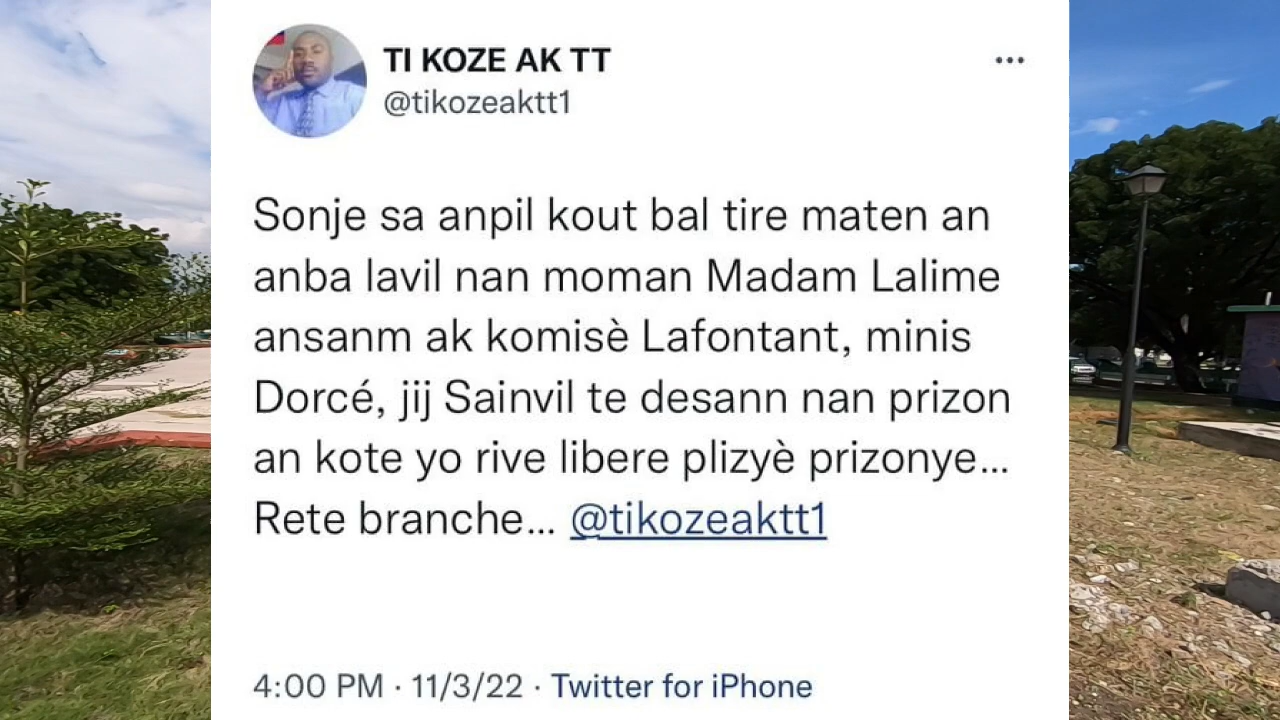 TI KOZE AK TT
@tikozeaktt1
Sonje sa anpil kout bal tire maten an
anba lavil nan moman Madam Lalime
ansanm ak komisè Lafontant, minis
Dorcé, jij Sainvil te desann nan prizon
an kote yo rive libere plizyè prizonye...
Rete branche... @tikozeaktt1
4:00 PM · 11/3/22 · Twitter for iPhone